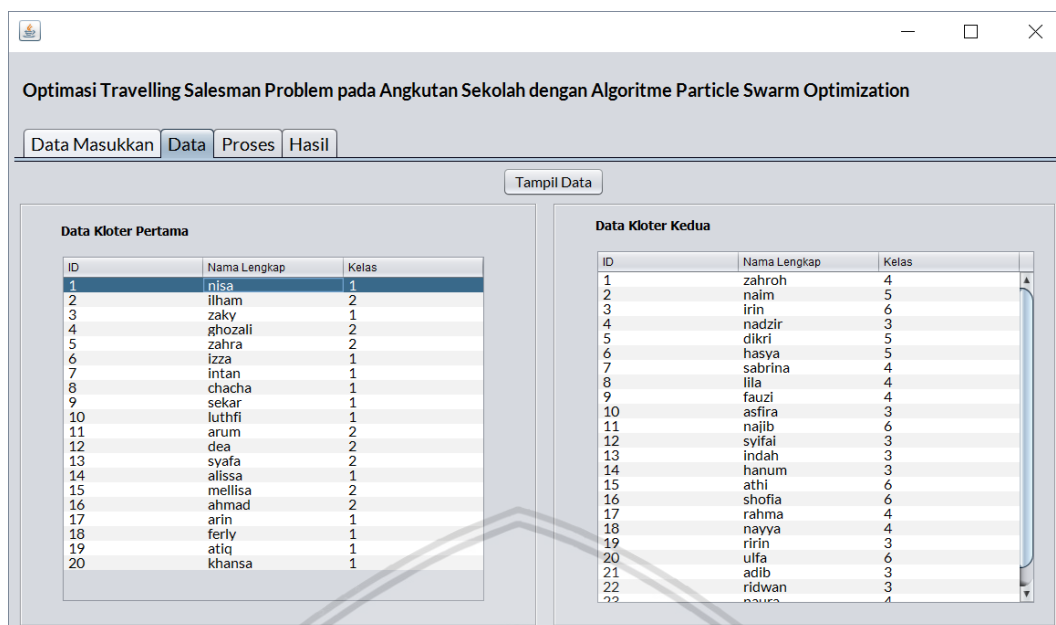 Optimasi Travelling Salesman Problem pada Angkutan Sekolah dengan Algoritme Particle Swarm Optimization
Data Masukkan Data Proses Hasil
Tampil Data
Data Kloter Pertama
ID Nama Lengkap Kelas
1 nisa 1
2 ilham 2
3 zaky 1
4 ghozali 2
5 zahra 2
6 izza 1
7 intan 1
8 chacha 1
9 sekar 1
10 luthfi 1
11 arum 2
12 dea 2
13 syafa 2
14 alissa 1
15 mellisa 2
16 ahmad 2
17 arin 1
18 ferly 1
19 atiq 1
20 khansa 1
Data Kloter Kedua
ID Nama Lengkap Kelas
1 zahroh 4
2 naim 5
3 irin 6
4 nadzir 3
5 dikri 5
6 hasya 5
7 sabrina 4
8 lila 4
9 fauzi 4
10 asfira 3
11 najib 6
12 syifai 3
13 indah 3
14 hanum 3
15 athi 6
16 shofia 6
17 rahma 4
18 nayya 4
19 ririn 3
20 ulfa 6
21 adib 3
22 ridwan 3
23 naura 4